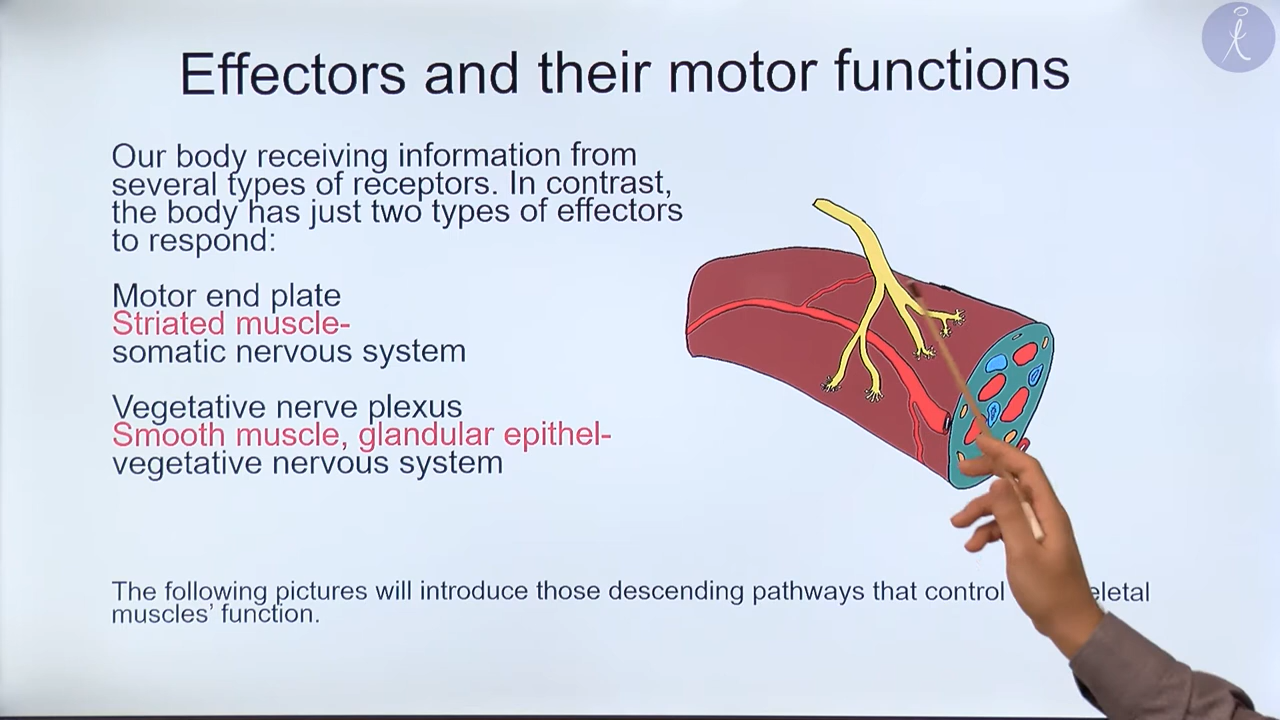 Effectors and their motor functions
Our body receiving information from
several types of receptors. In contrast,
the body has just two types of effectors
to respond:
Motor end plate
Striated muscle-
somatic nervous system
Vegetative nerve plexus
Smooth muscle, glandular epithel-
vegetative nervous system
The following pictures will introduce those descending pathways that control
muscles’ function.